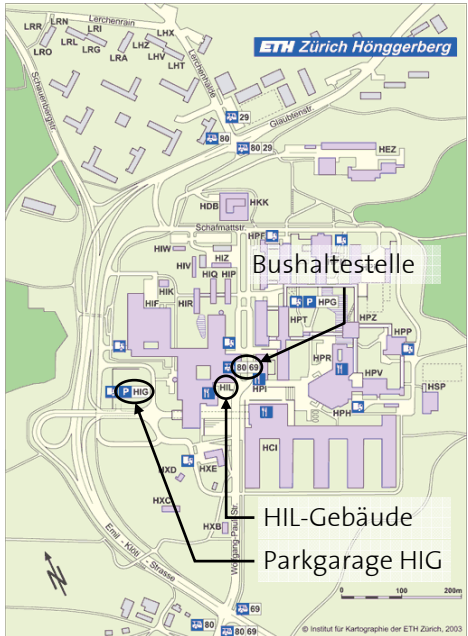 Lerchenrain
LRR
LRN
LRI
LRL
LRO
LRG
LRA
LHX
LHZ
LHV
LHT
Lerchenhalde
ETH Zürich Hönggerberg
Schauenbergstr.
29
Glaubtenstr.
80
80 29
HEZ
HDB
HKK
Schafmattstr.
HPF
HIW
HIV
HIZ
HIQ HIP
Bushaltestelle
HIK
HIF
HIR
P HPG
HPT
HPZ
HPP
HPR
80 69
HPV
P HIG
HIL
HPI
HSP
HPH
HCI
HXE
HXD
HXC
HXB
Wolfgang-Pauli-Str.
HIL-Gebäude
Parkgarage HIG
Emil - Klöti - Strasse
N
0 100 200m
80 69
80
© Institut für Kartographie der ETH Zürich, 2003